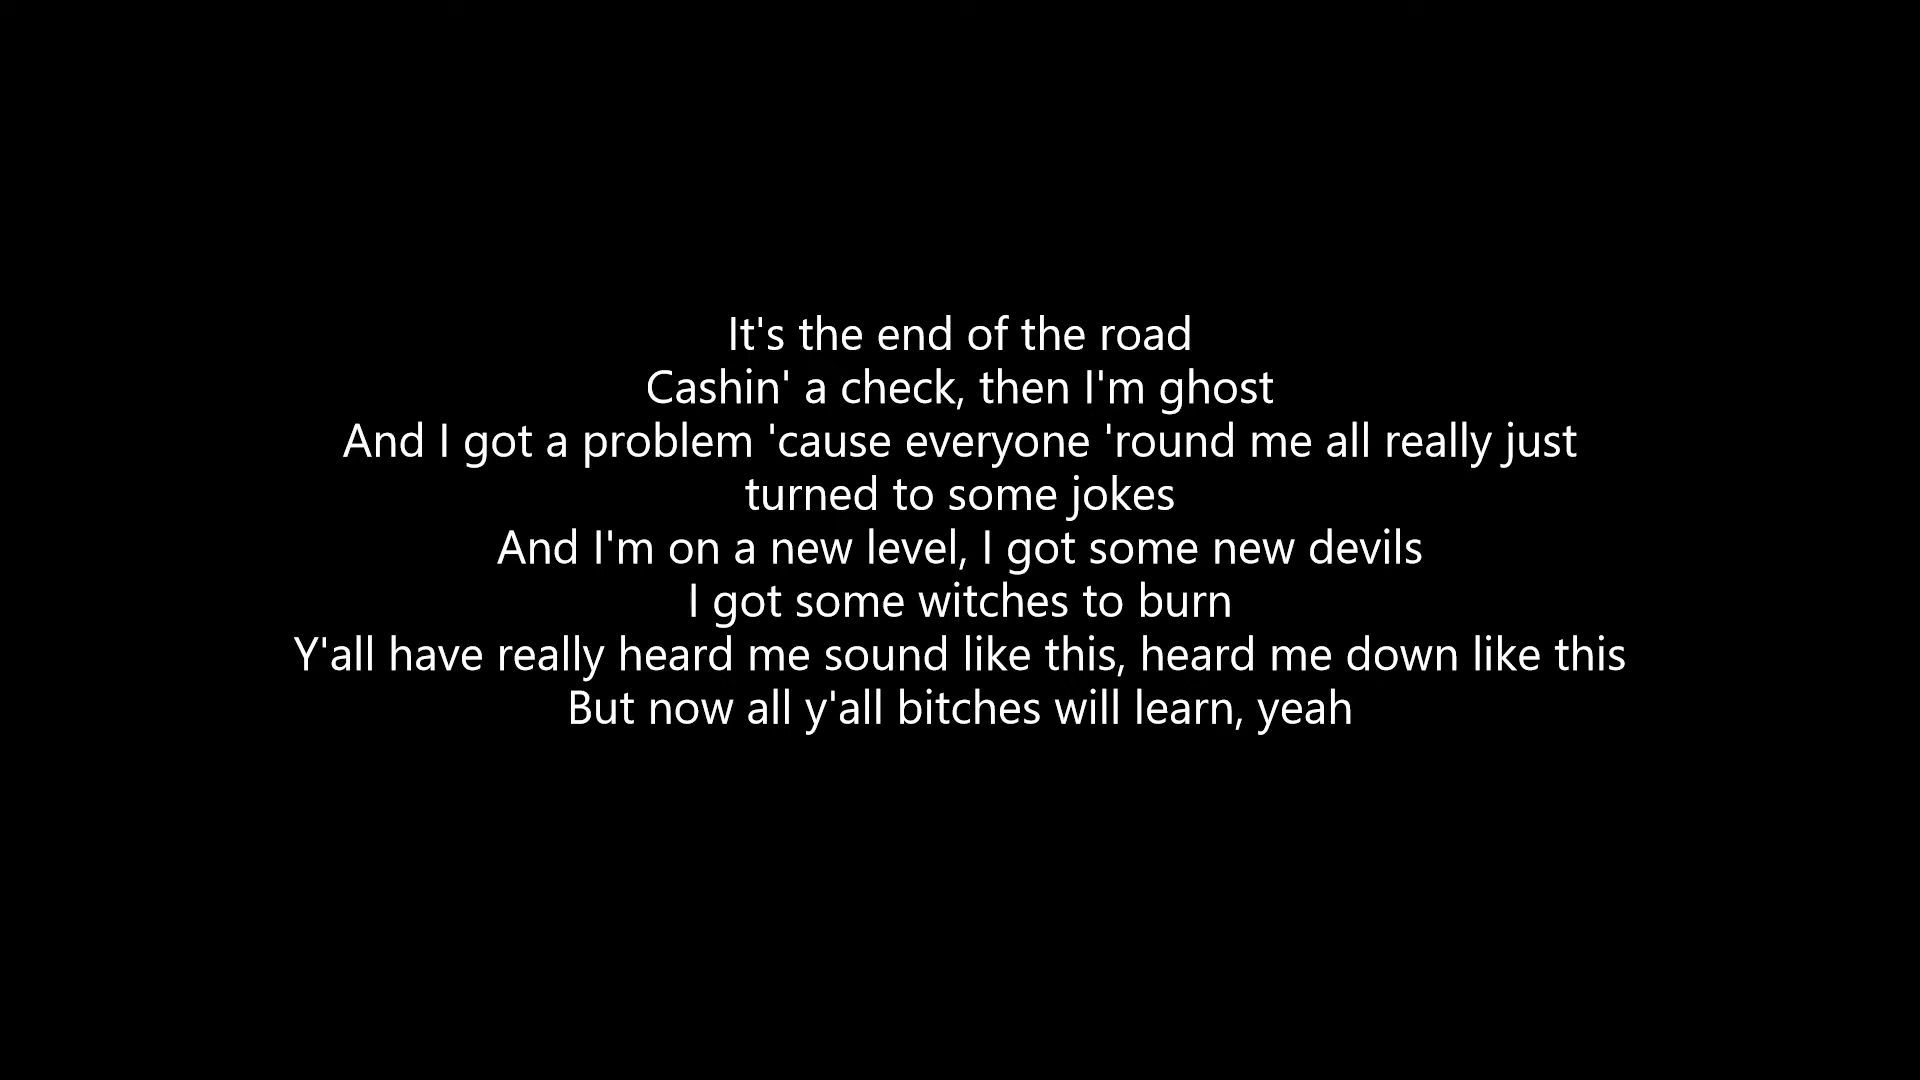 It's the end of the road
Cashin' a check, then I'm ghost
And I got a problem 'cause everyone 'round me all really just
turned to some jokes
And I'm on a new level, I got some new devils
I got some witches to burn
Y'all have really heard me sound like this, heard me down like this
But now all y'all bitches will learn, yeah